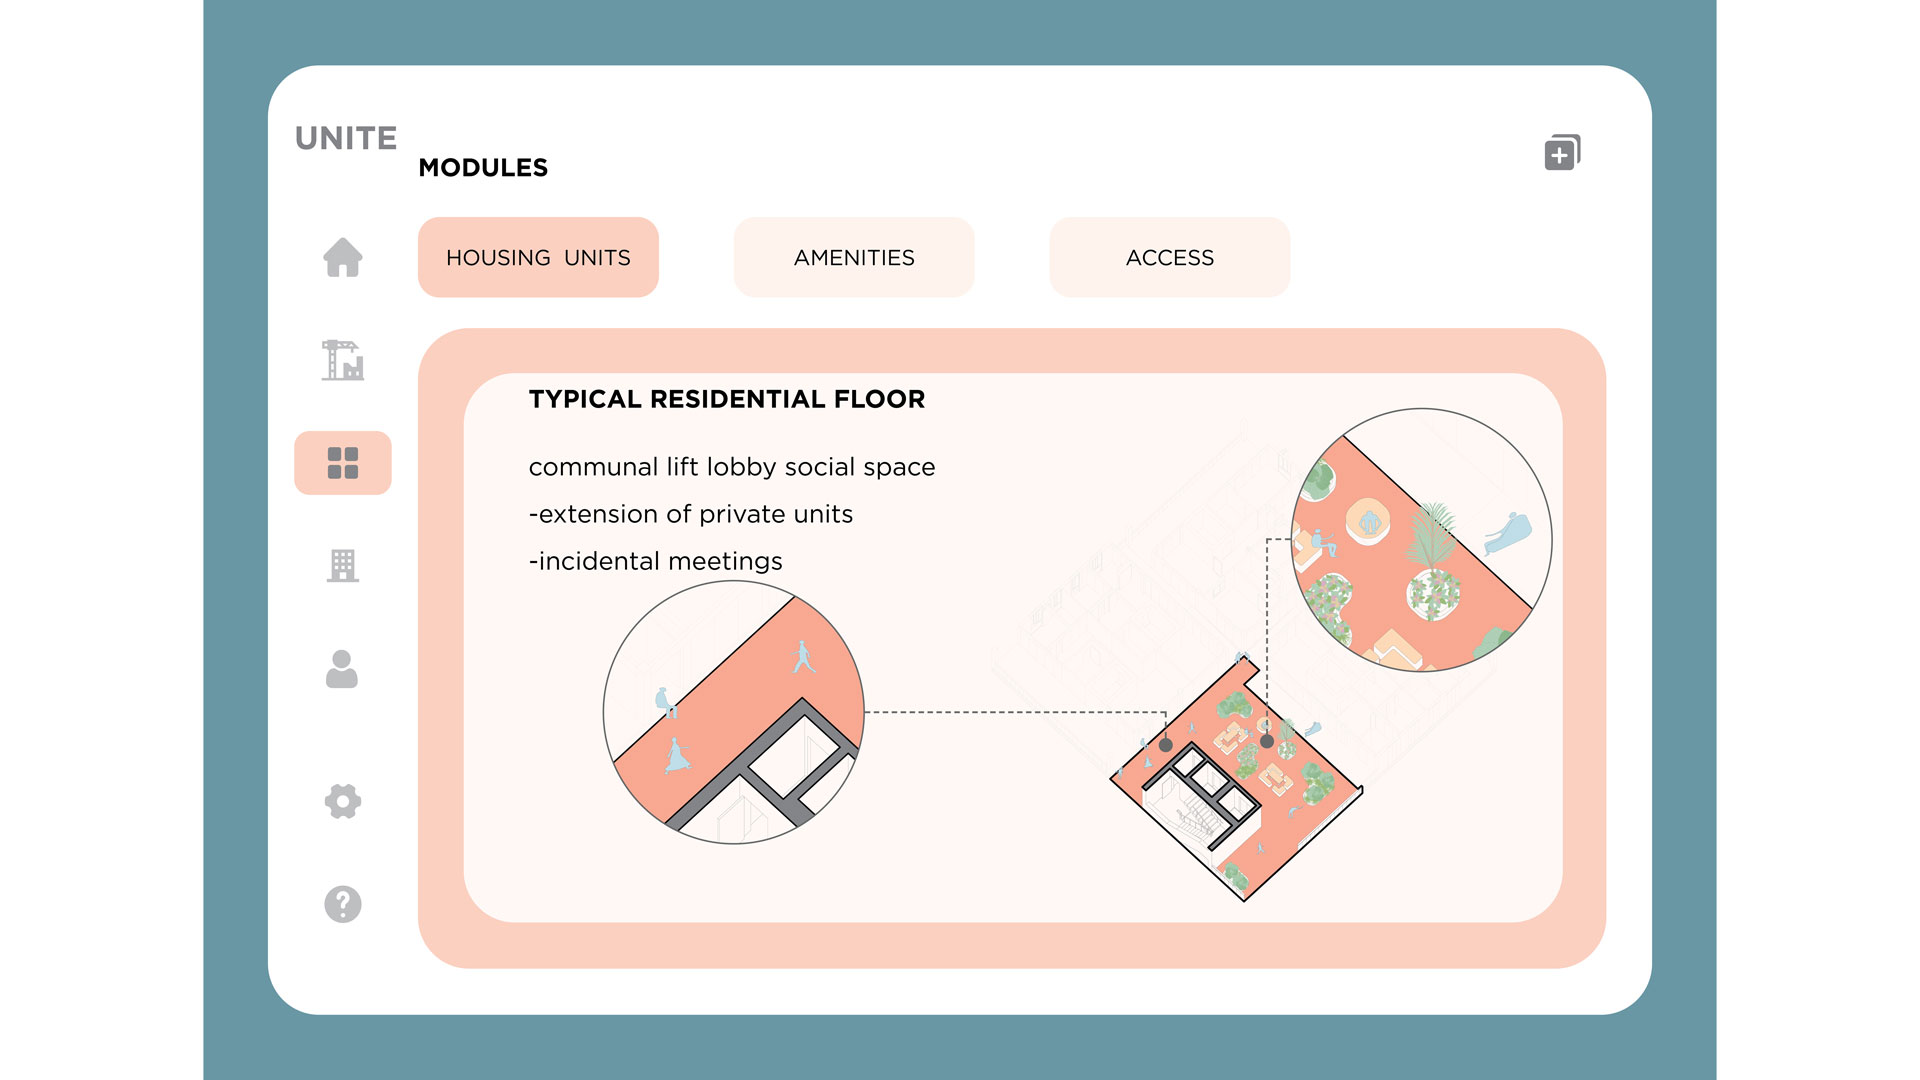 UNITE
MODULES
HOUSING UNITS
AMENITIES
ACCESS
TYPICAL RESIDENTIAL FLOOR
communal lift lobby social space
-extension of private units
-incidental meetings